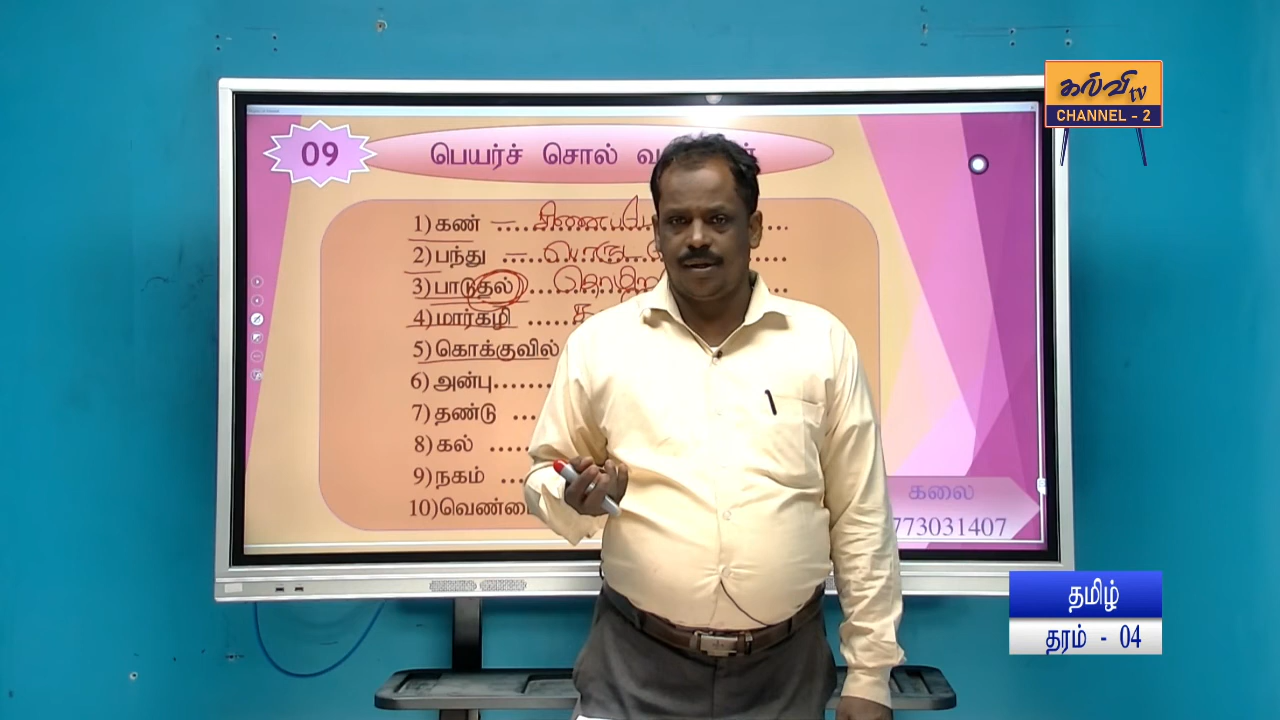 கல்வி TV
CHANNEL - 2
09
பெயர்ச் சொல்
1) கண் – ............
2) பந்து – ............
3) பாடுதல் ............
4) மார்கழி ......
5) கொக்குவில்
6) அன்பு.......
7) தண்டு ...
8) கல் .....
9) நகம் ...
கலை
773031407
தமிழ்
தரம் - 04